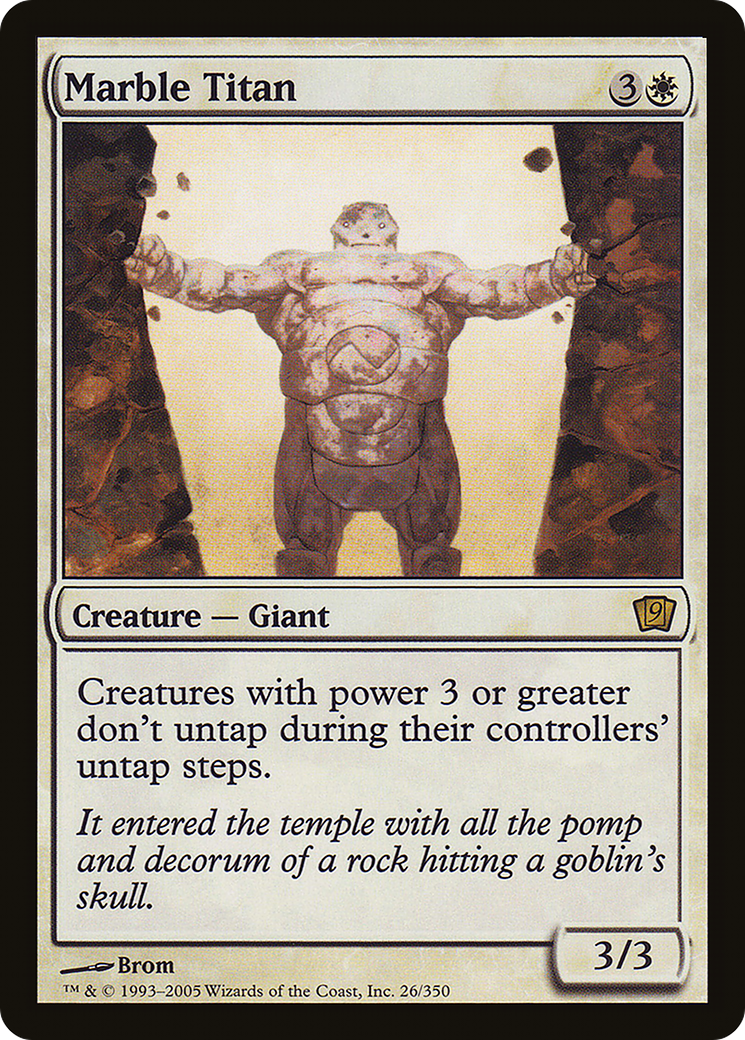 Marble Titan 3
Creature — Giant 9
Creatures with power 3 or greater
don't untap during their controllers'
untap steps.
It entered the temple with all the pomp
and decorum of a rock hitting a goblin's
skull.
3/3
Brom
™ & © 1993–2005 Wizards of the Coast, Inc. 26/350